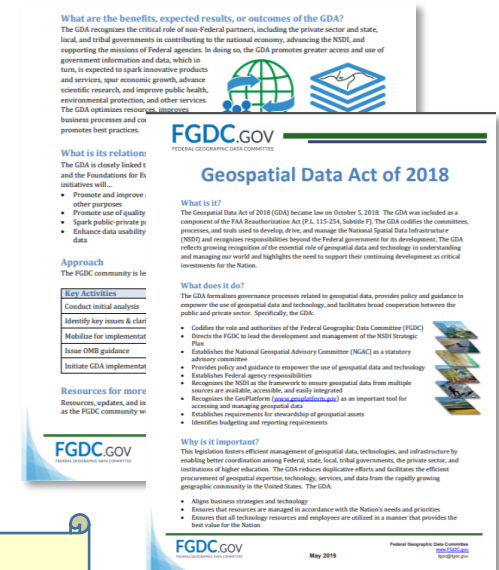 What are the benefits, expected results, or outcomes of the GDA?
The GDA recognizes the critical role of non-Federal partners, including the private sector and state,
local, and tribal governments in contributing to the national economy, advancing the NSDI, and
supporting the missions of Federal agencies. In doing so, the GDA promotes greater access and use of
government information and data, which in
turn, is expected to spark innovative products
and services, spur economic growth, advance
scientific research, and improve public health,
environmental protection, and other services.
The GDA optimizes resources, improves
business processes and
promotes best practices.
What is its
The GDA is closely linked
and the Foundations for
initiatives will…
• Promote and improve
other purposes
• Promote use of quality
• Spark public-private
• Enhance data usability
data
Approach
The FGDC community is
Key Activities
Conduct initial analysis
Identify key issues &
Mobilize for
Issue OMB guidance
Initiate GDA
Resources for more
Resources, updates, and
as the FGDC community
FGDC.GOV
FEDERAL GEOGRAPHIC DATA COMMITTEE
FGDC.GOV
FEDERAL GEOGRAPHIC DATA COMMITTEE
Geospatial Data Act of 2018
What is it?
The Geospatial Data Act of 2018 (GDA) became law on October 5, 2018. The GDA was included as a
component of the FAA Reauthorization Act (P.L. 115-254, Subtitle F). The GDA codifies the committees,
processes, and tools used to develop, drive, and manage the National Spatial Data Infrastructure
(NSDI) and recognizes responsibilities beyond the Federal government for its development. The GDA
reflects growing recognition of the essential role of geospatial data and technology in understanding
and managing our world and highlights the need to support their continuing development as critical
investments for the Nation.
What does it do?
The GDA formalizes governance processes related to geospatial data, provides policy and guidance to
empower the use of geospatial data and technology, and facilitates broad cooperation between the
public and private sector. Specifically, the GDA:
• Codifies the role and authorities of the Federal Geographic Data Committee (FGDC)
• Directs the FGDC to lead the development and management of the NSDI Strategic
Plan
• Establishes the National Geospatial Advisory Committee (NGAC) as a statutory
advisory committee
• Provides policy and guidance to empower the use of geospatial data and technology
• Establishes Federal agency responsibilities
• Recognizes the NSDI as the framework to ensure geospatial data from multiple
sources are available, accessible, and easily integrated
• Recognizes the GeoPlatform (www.geoplatform.gov) as an important tool for
accessing and managing geospatial data
• Establishes requirements for stewardship of geospatial assets
• Identifies budgeting and reporting requirements
Why is it important?
This legislation fosters efficient management of geospatial data, technologies, and infrastructure by
enabling better coordination among Federal, state, local, tribal governments, the private sector, and
institutions of higher education. The GDA reduces duplicative efforts and facilitates the efficient
procurement of geospatial expertise, technology, services, and data from the rapidly growing
geographic community in the United States. The GDA:
• Aligns business strategies and technology
• Ensures that resources are managed in accordance with the Nation's needs and priorities
• Ensures that all technology resources and employees are utilized in a manner that provides the
best value for the Nation
FGDC.GOV
FEDERAL GEOGRAPHIC DATA COMMITTEE
May 2019
Federal Geographic Data Committee
www.FGDC.gov
fgdc@fgdc.gov